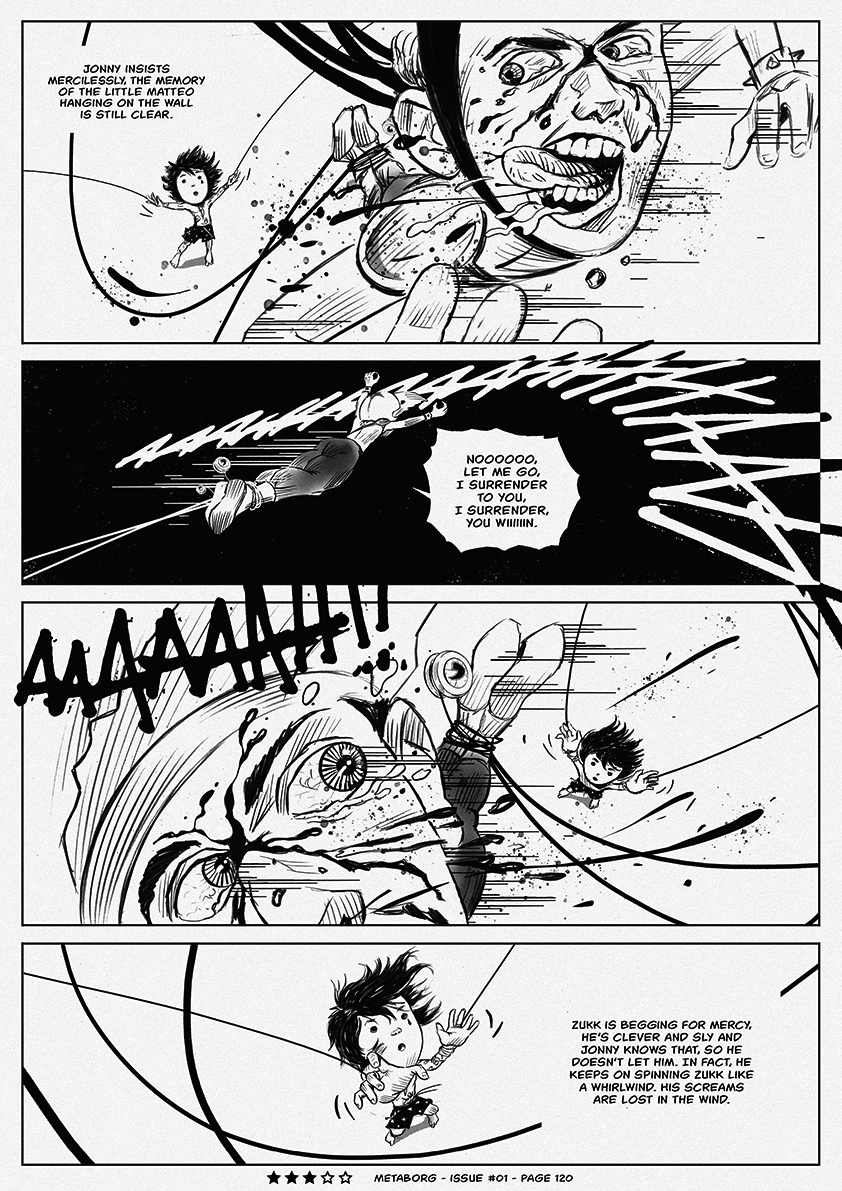 JONNY INSISTS
MERCILESSLY, THE MEMORY
OF THE LITTLE MATTEO
HANGING ON THE WALL
IS STILL CLEAR.
NOOOOOO,
LET ME GO,
I SURRENDER
TO YOU,
I SURRENDER,
YOU WIIIIIN.
ZUKK IS BEGGING FOR MERCY,
HE'S CLEVER AND SLY AND
JONNY KNOWS THAT, SO HE
DOESN'T LET HIM. IN FACT, HE
KEEPS ON SPINNING ZUKK LIKE
A WHIRLWIND. HIS SCREAMS
ARE LOST IN THE WIND.
METABORG - ISSUE #01 - PAGE 120